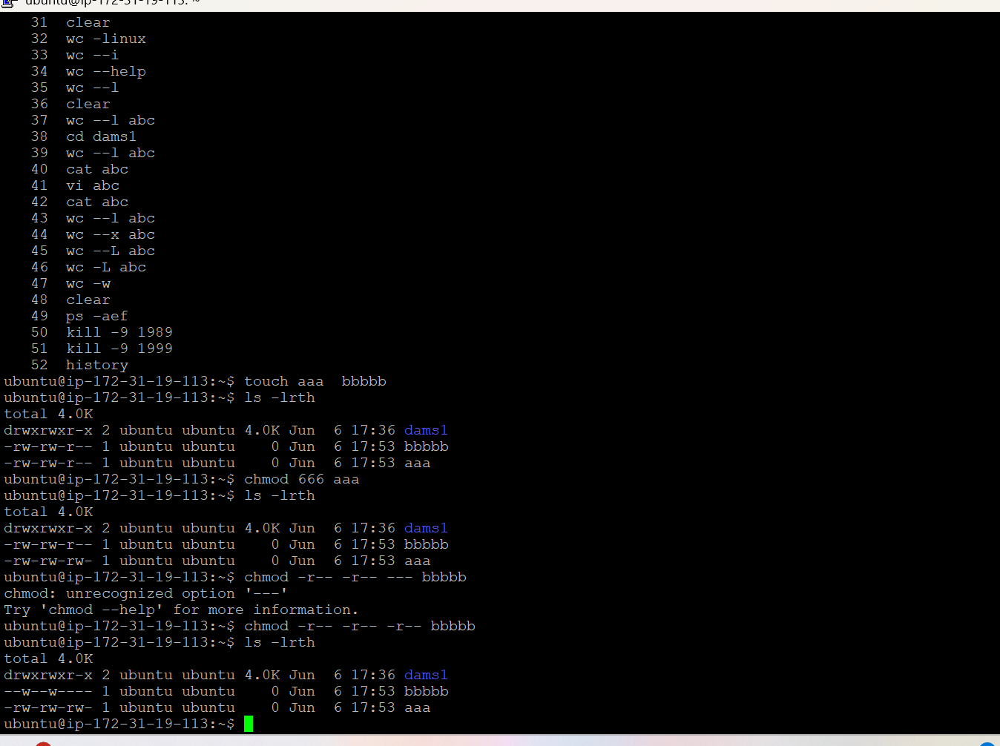 ubuntu@ip-172-31-19-113: ~
31 clear
32 wc -linux
33 wc --i
34 wc --help
35 wc --l
36 clear
37 wc --l abc
38 cd dams1
39 wc --l abc
40 cat abc
41 vi abc
42 cat abc
43 wc --l abc
44 wc --x abc
45 wc --L abc
46 wc -L abc
47 wc -w
48 clear
49 ps -aef
50 kill -9 1989
51 kill -9 1999
52 history
ubuntu@ip-172-31-19-113:~$ touch aaa  bbbbb
ubuntu@ip-172-31-19-113:~$ ls -lrth
total 4.0K
drwxrwxr-x 2 ubuntu ubuntu 4.0K Jun  6 17:36 dams1
-rw-rw-r-- 1 ubuntu ubuntu    0 Jun  6 17:53 bbbbb
-rw-rw-r-- 1 ubuntu ubuntu    0 Jun  6 17:53 aaa
ubuntu@ip-172-31-19-113:~$ chmod 666 aaa
ubuntu@ip-172-31-19-113:~$ ls -lrth
total 4.0K
drwxrwxr-x 2 ubuntu ubuntu 4.0K Jun  6 17:36 dams1
-rw-rw-r-- 1 ubuntu ubuntu    0 Jun  6 17:53 bbbbb
-rw-rw-rw- 1 ubuntu ubuntu    0 Jun  6 17:53 aaa
ubuntu@ip-172-31-19-113:~$ chmod -r-- -r-- --- bbbbb
chmod: unrecognized option '---'
Try 'chmod --help' for more information.
ubuntu@ip-172-31-19-113:~$ chmod -r-- -r-- -r-- bbbbb
ubuntu@ip-172-31-19-113:~$ ls -lrth
total 4.0K
drwxrwxr-x 2 ubuntu ubuntu 4.0K Jun  6 17:36 dams1
--w--w---- 1 ubuntu ubuntu    0 Jun  6 17:53 bbbbb
-rw-rw-rw- 1 ubuntu ubuntu    0 Jun  6 17:53 aaa
ubuntu@ip-172-31-19-113:~$